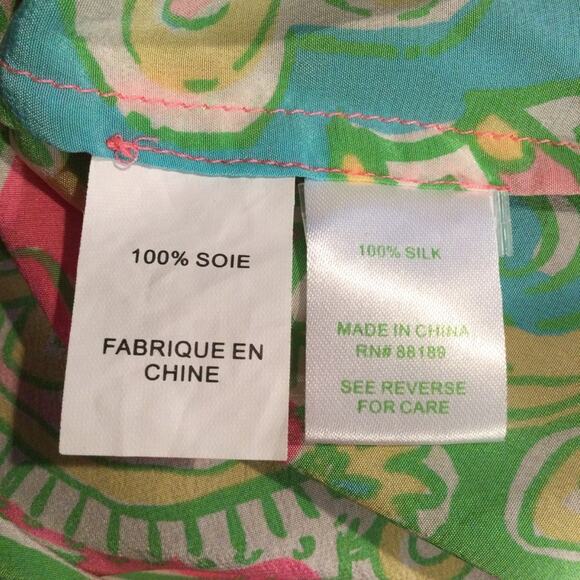 100% SOIE
FABRIQUE EN
CHINE
100% SILK
MADE IN CHINA
RN# 88189
SEE REVERSE
FOR CARE